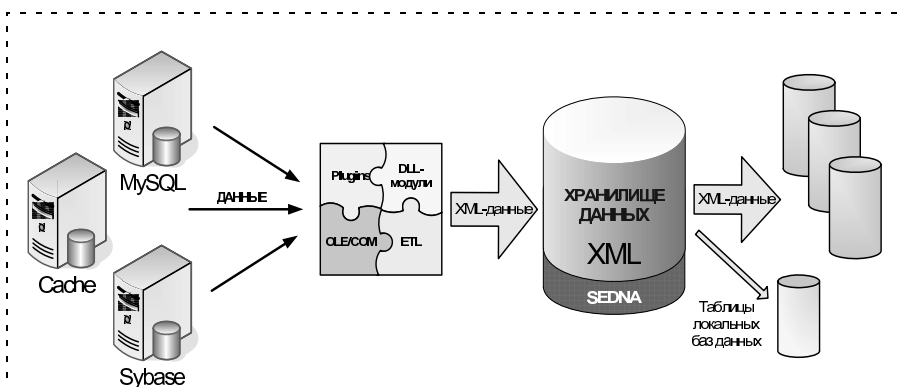 MySQL
Cache
Sybase
ДАННЫЕ
Plugiins
DLL-
модули
OLE/COM
ETL
XML-данные
ХРАНИЛИЩЕ
ДАННЫХ
XML
SEDNA
XML-данные
Таблицы
локальных
баз данных